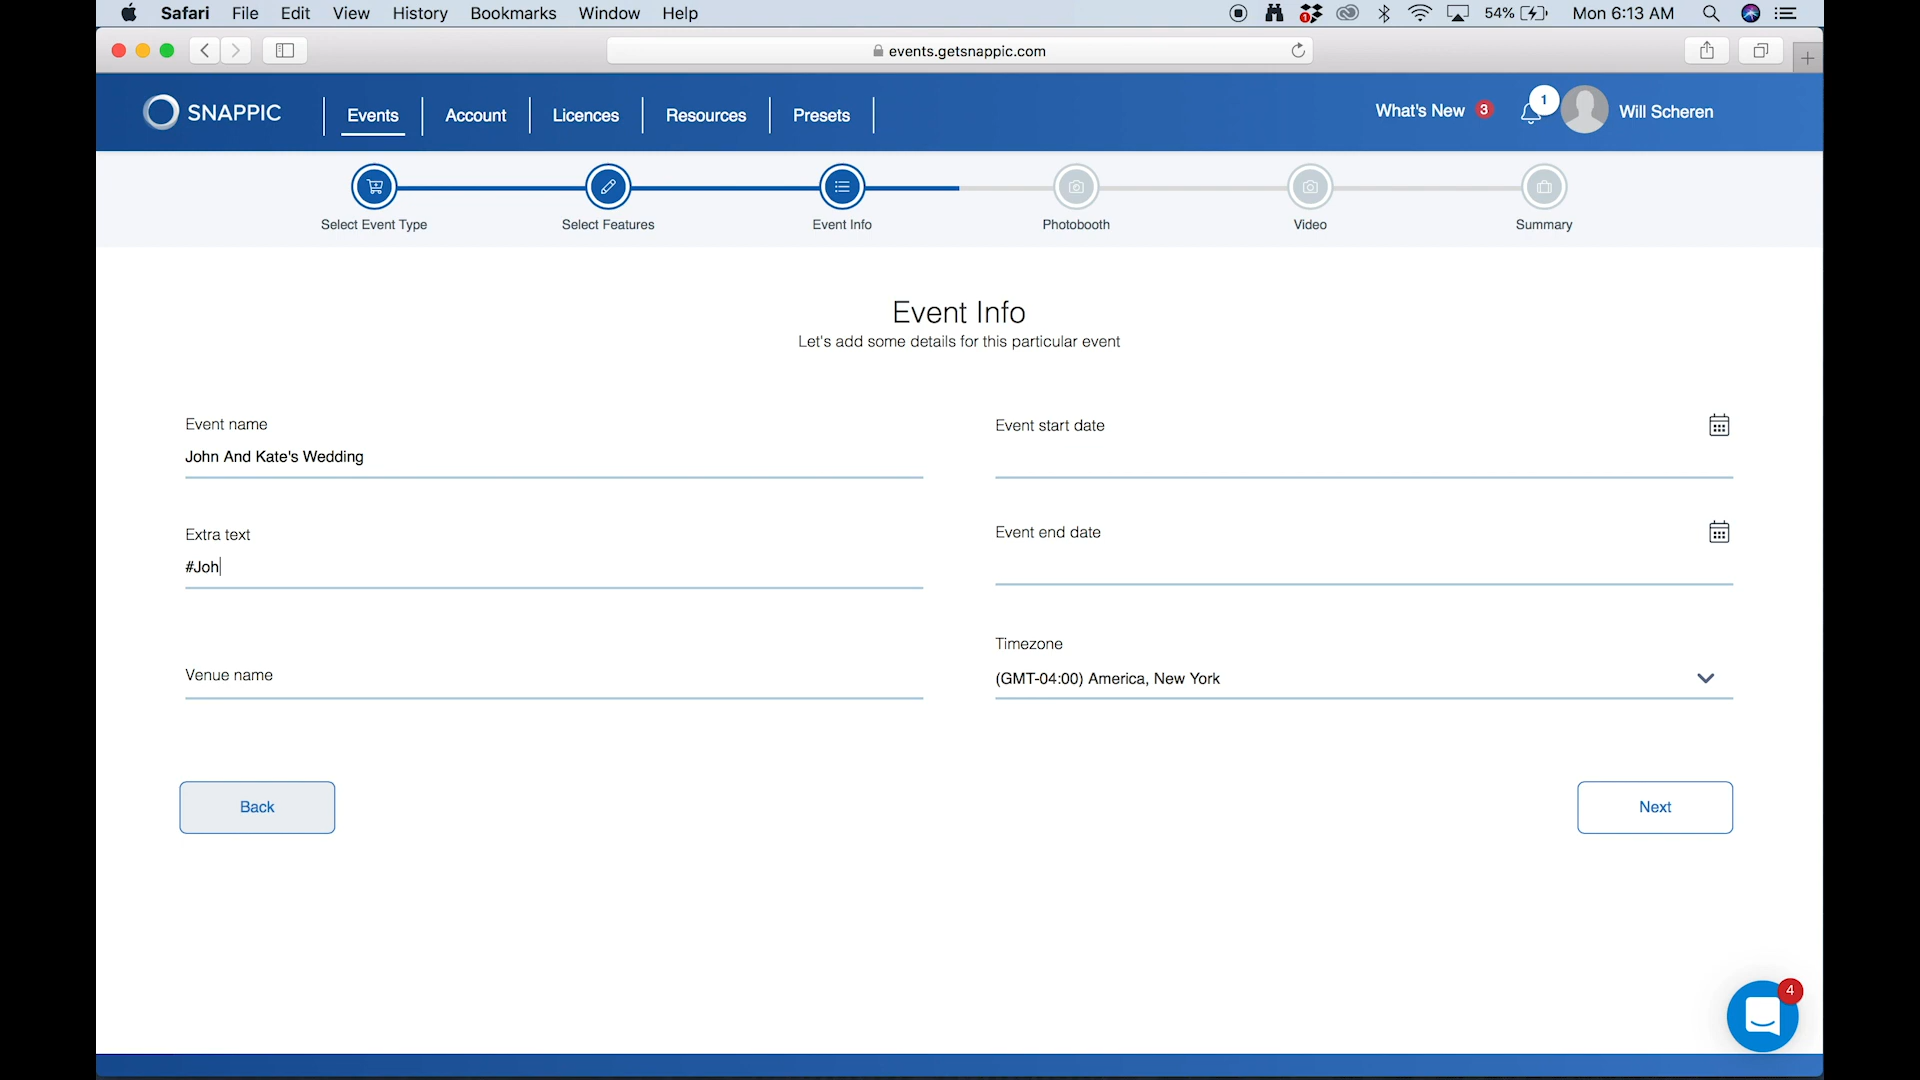 Safari File Edit View History Bookmarks Window Help 1 54% Mon 6:13 AM
events.getsnappic.com
SNAPPIC Events Account Licences Resources Presets What's New 3 1 Will Scheren
Select Event Type Select Features Event Info Photobooth Video Summary
Event Info
Let's add some details for this particular event
Event name
John And Kate's Wedding
Extra text
#Joh
Venue name
Event start date
Event end date
Timezone
(GMT-04:00) America, New York
Back Next
4